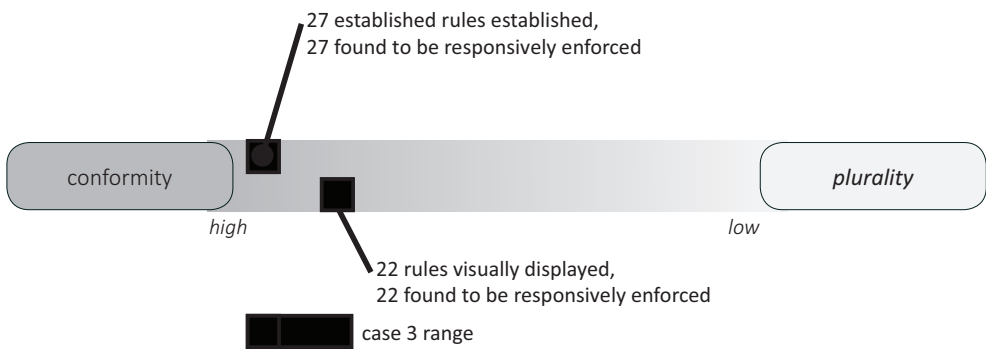 27 established rules established,
27 found to be responsively enforced
conformity
plurality
high
low
22 rules visually displayed,
22 found to be responsively enforced
case 3 range